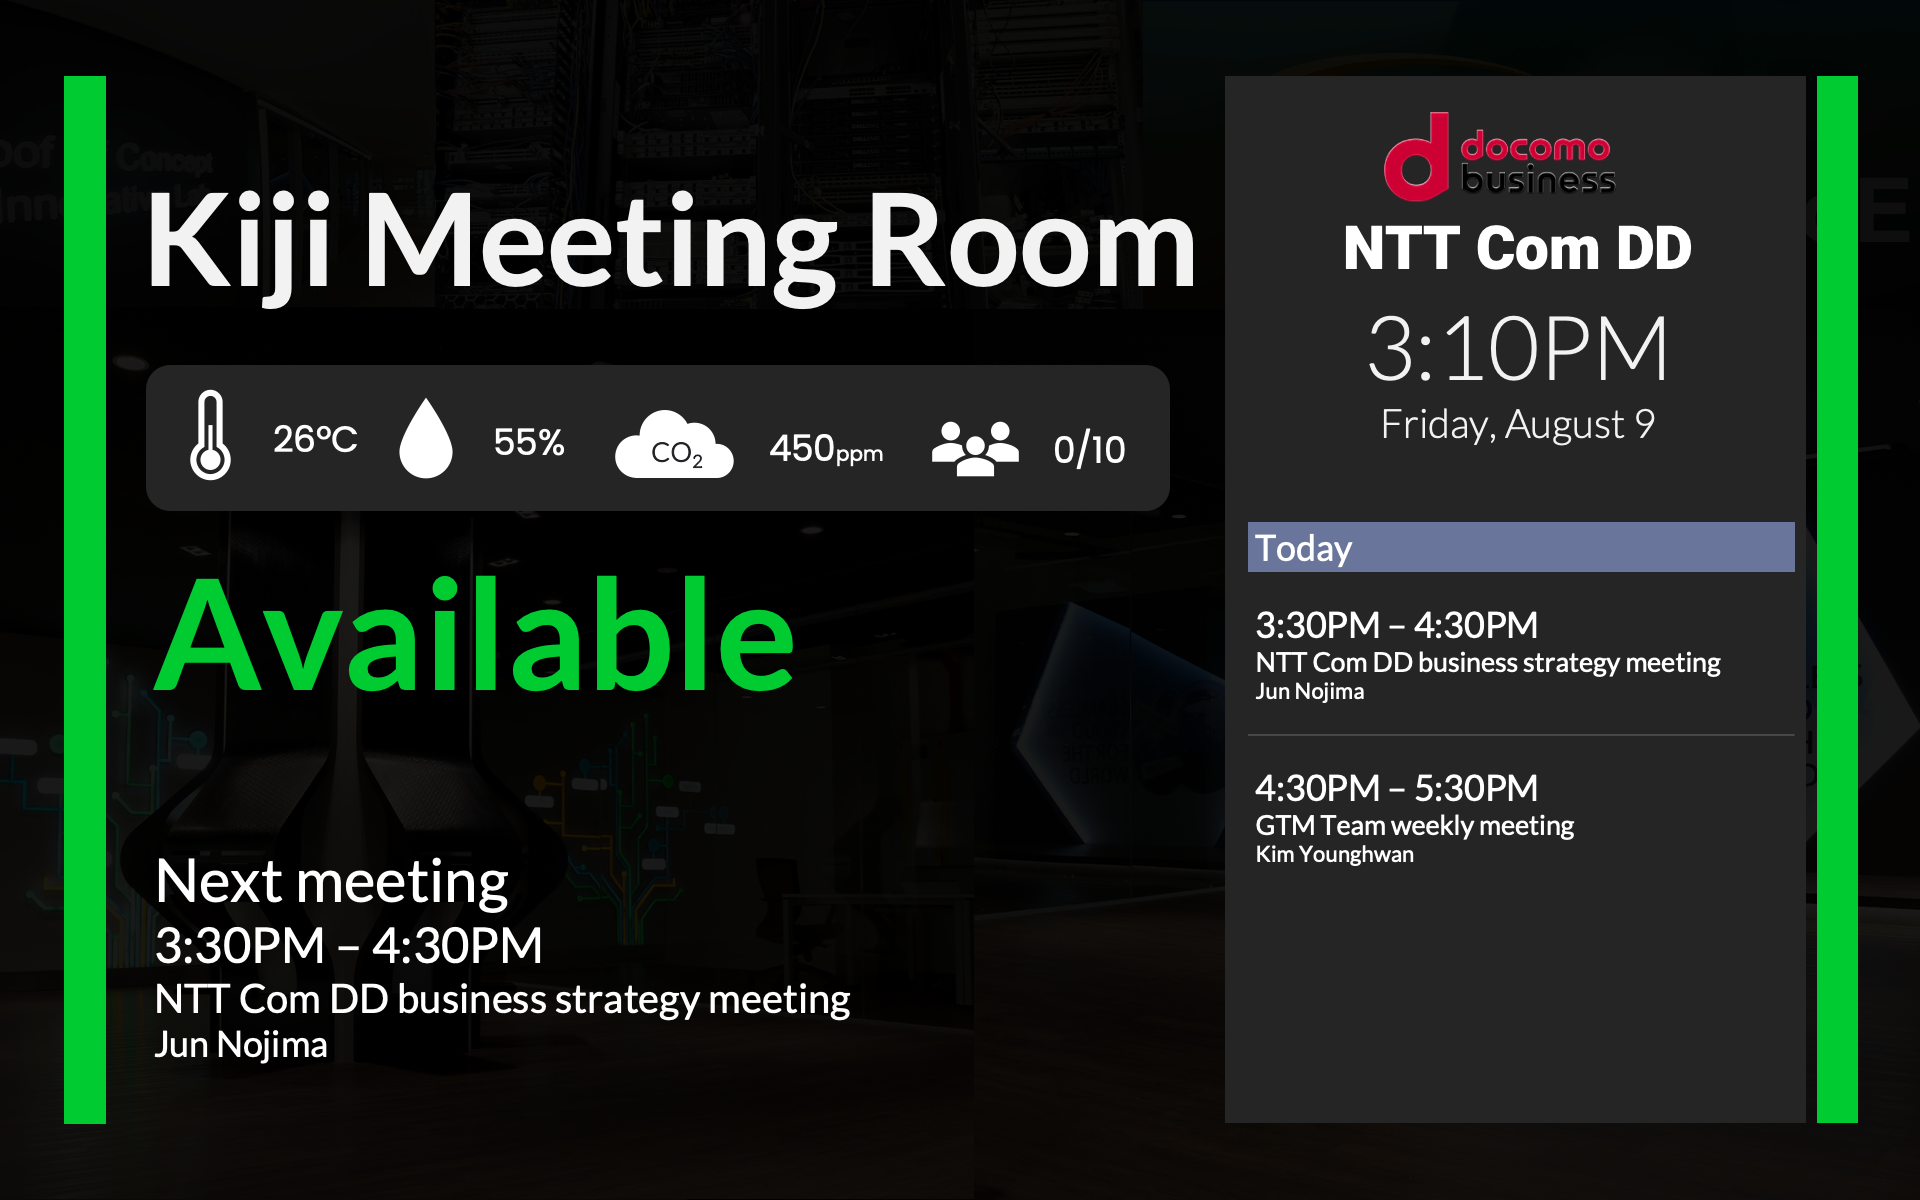 Kiji Meeting Room
26°C
55%
CO₂
450ppm
0/10
Available
Next meeting
3:30PM – 4:30PM
NTT Com DD business strategy meeting
Jun Nojima
docomo
business
NTT Com DD
3:10PM
Friday, August 9
Today
3:30PM – 4:30PM
NTT Com DD business strategy meeting
Jun Nojima
4:30PM – 5:30PM
GTM Team weekly meeting
Kim Younghwan